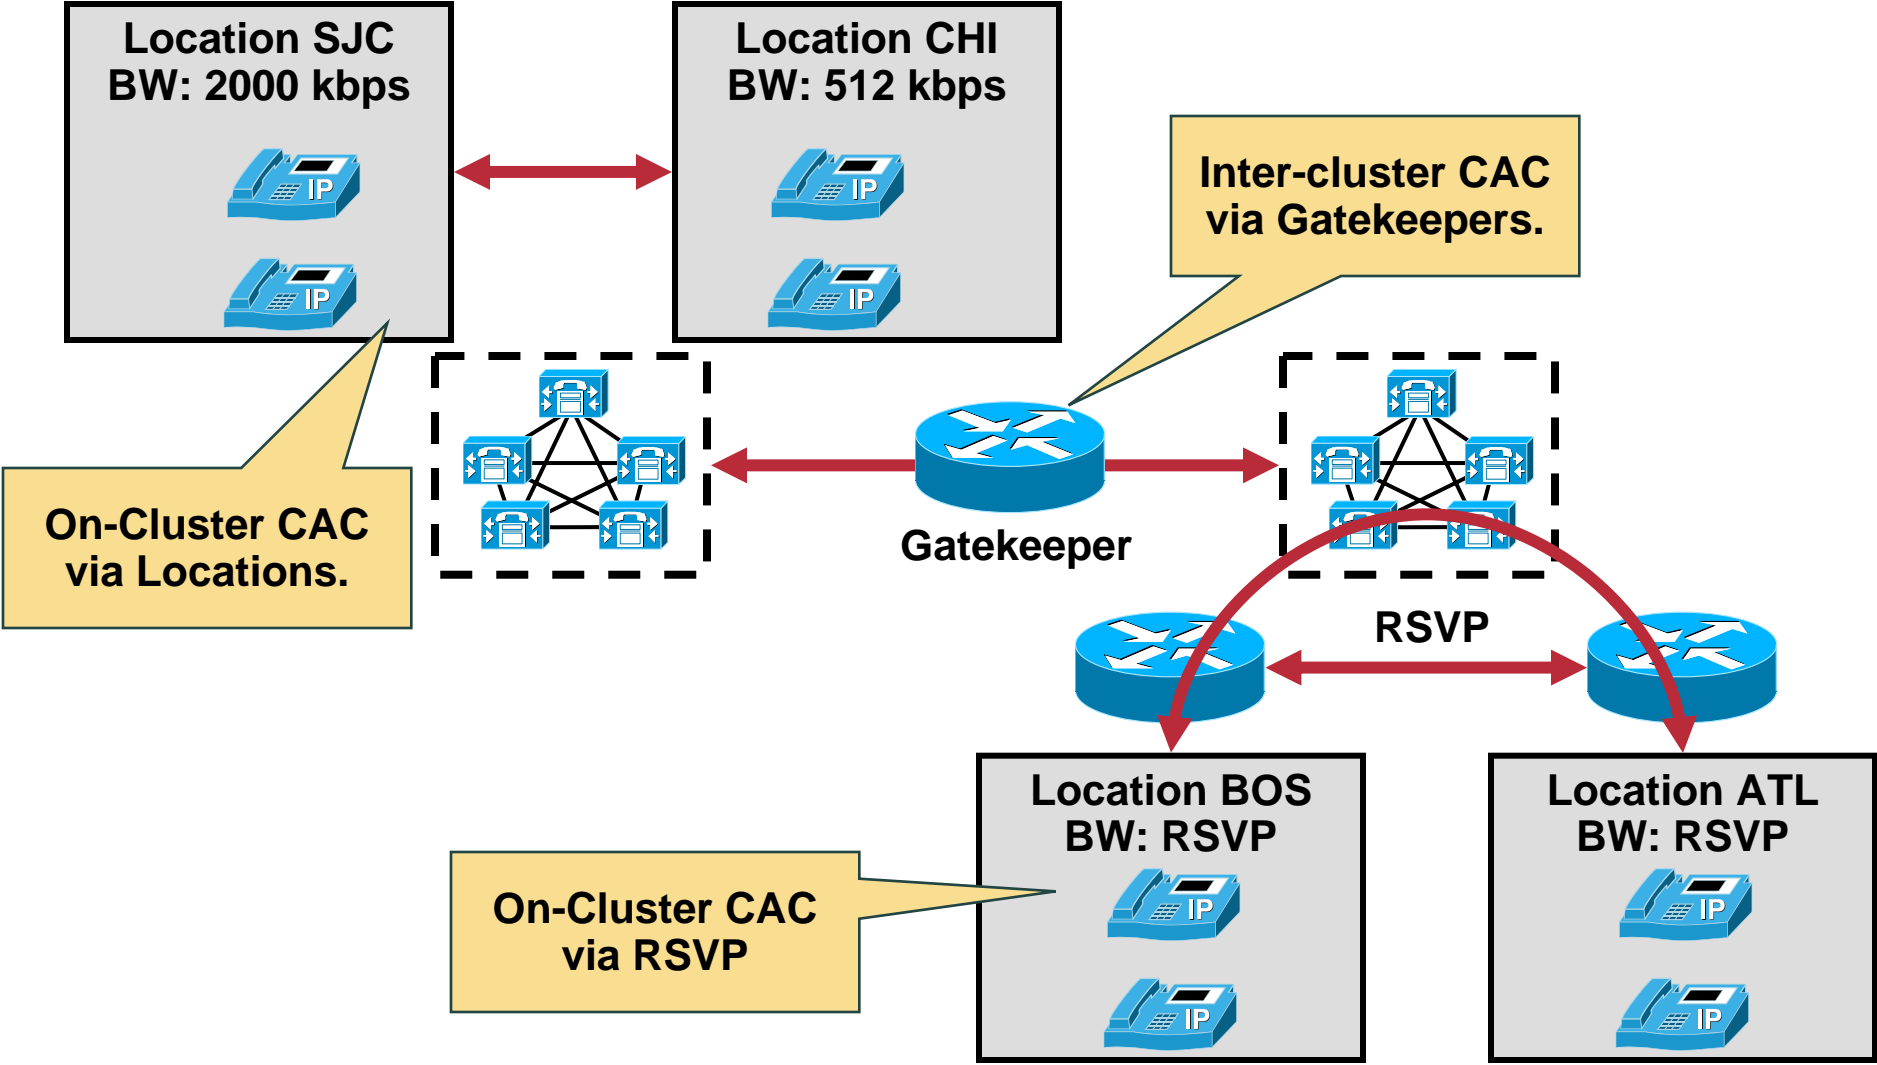 Location SJC
BW: 2000 kbps
IP
IP
Location CHI
BW: 512 kbps
IP
IP
Inter-cluster CAC
via Gatekeepers.
On-Cluster CAC
via Locations.
Gatekeeper
RSVP
Location BOS
BW: RSVP
IP
IP
Location ATL
BW: RSVP
IP
IP
On-Cluster CAC
via RSVP